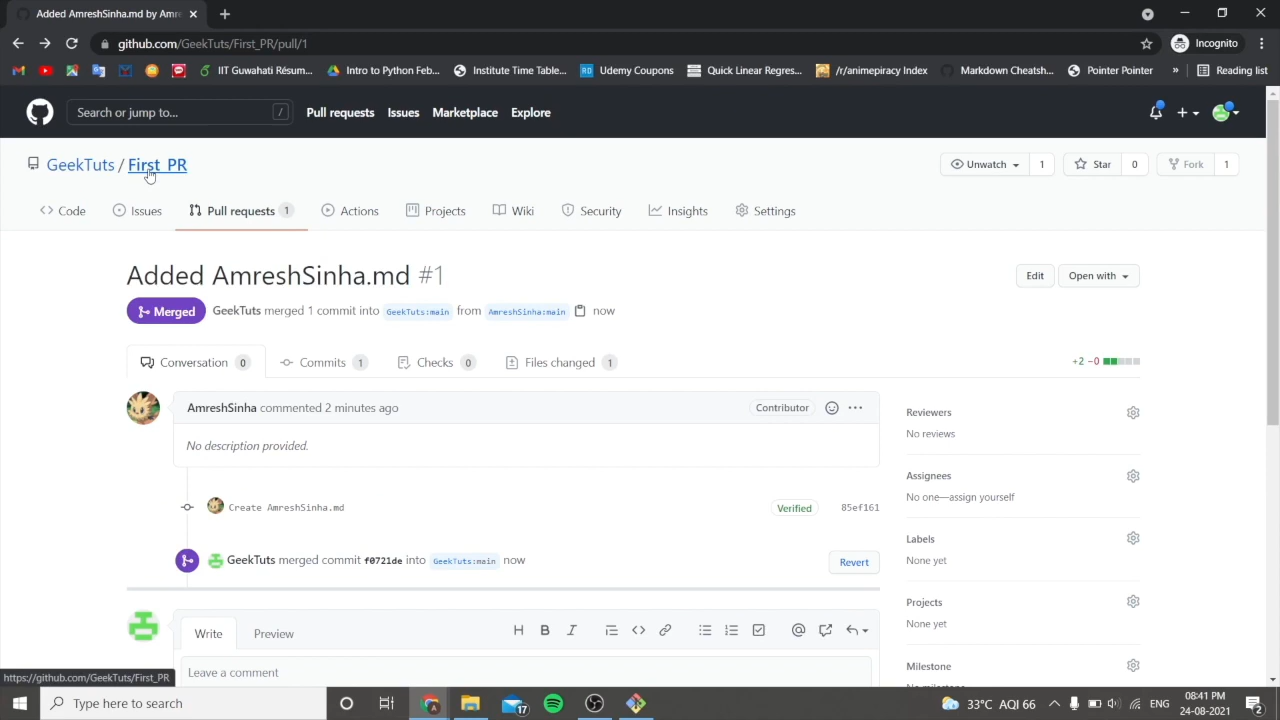 Added AmreshSinha.md by Amre
github.com/GeekTuts/First_PR/pull/1
Incognito
IIT Guwahati Résum...
Intro to Python Feb...
Institute Time Table...
Udemy Coupons
Quick Linear Regres...
/r/animepiracy Index
Markdown Cheatsh...
Pointer Pointer
»
Reading list
Search or jump to...
/
Pull requests
Issues
Marketplace
Explore
GeekTuts / First_PR
Unwatch
1
Star
0
Fork
1
Code
Issues
Pull requests 1
Actions
Projects
Wiki
Security
Insights
Settings
Added AmreshSinha.md #1
Edit
Open with
Merged
GeekTuts merged 1 commit into GeekTuts:main from AmreshSinha:main now
Conversation 0
Commits 1
Checks 0
Files changed 1
+2 −0
AmreshSinha commented 2 minutes ago
Contributor
No description provided.
Create AmreshSinha.md
Verified
85ef161
GeekTuts merged commit f0721de into GeekTuts:main now
Revert
Reviewers
No reviews
Assignees
No one—assign yourself
Labels
None yet
Projects
None yet
Milestone
Write
Preview
Leave a comment
https://github.com/GeekTuts/First_PR
Type here to search
17
33°C AQI 66
ENG
08:41 PM
24-08-2021
2